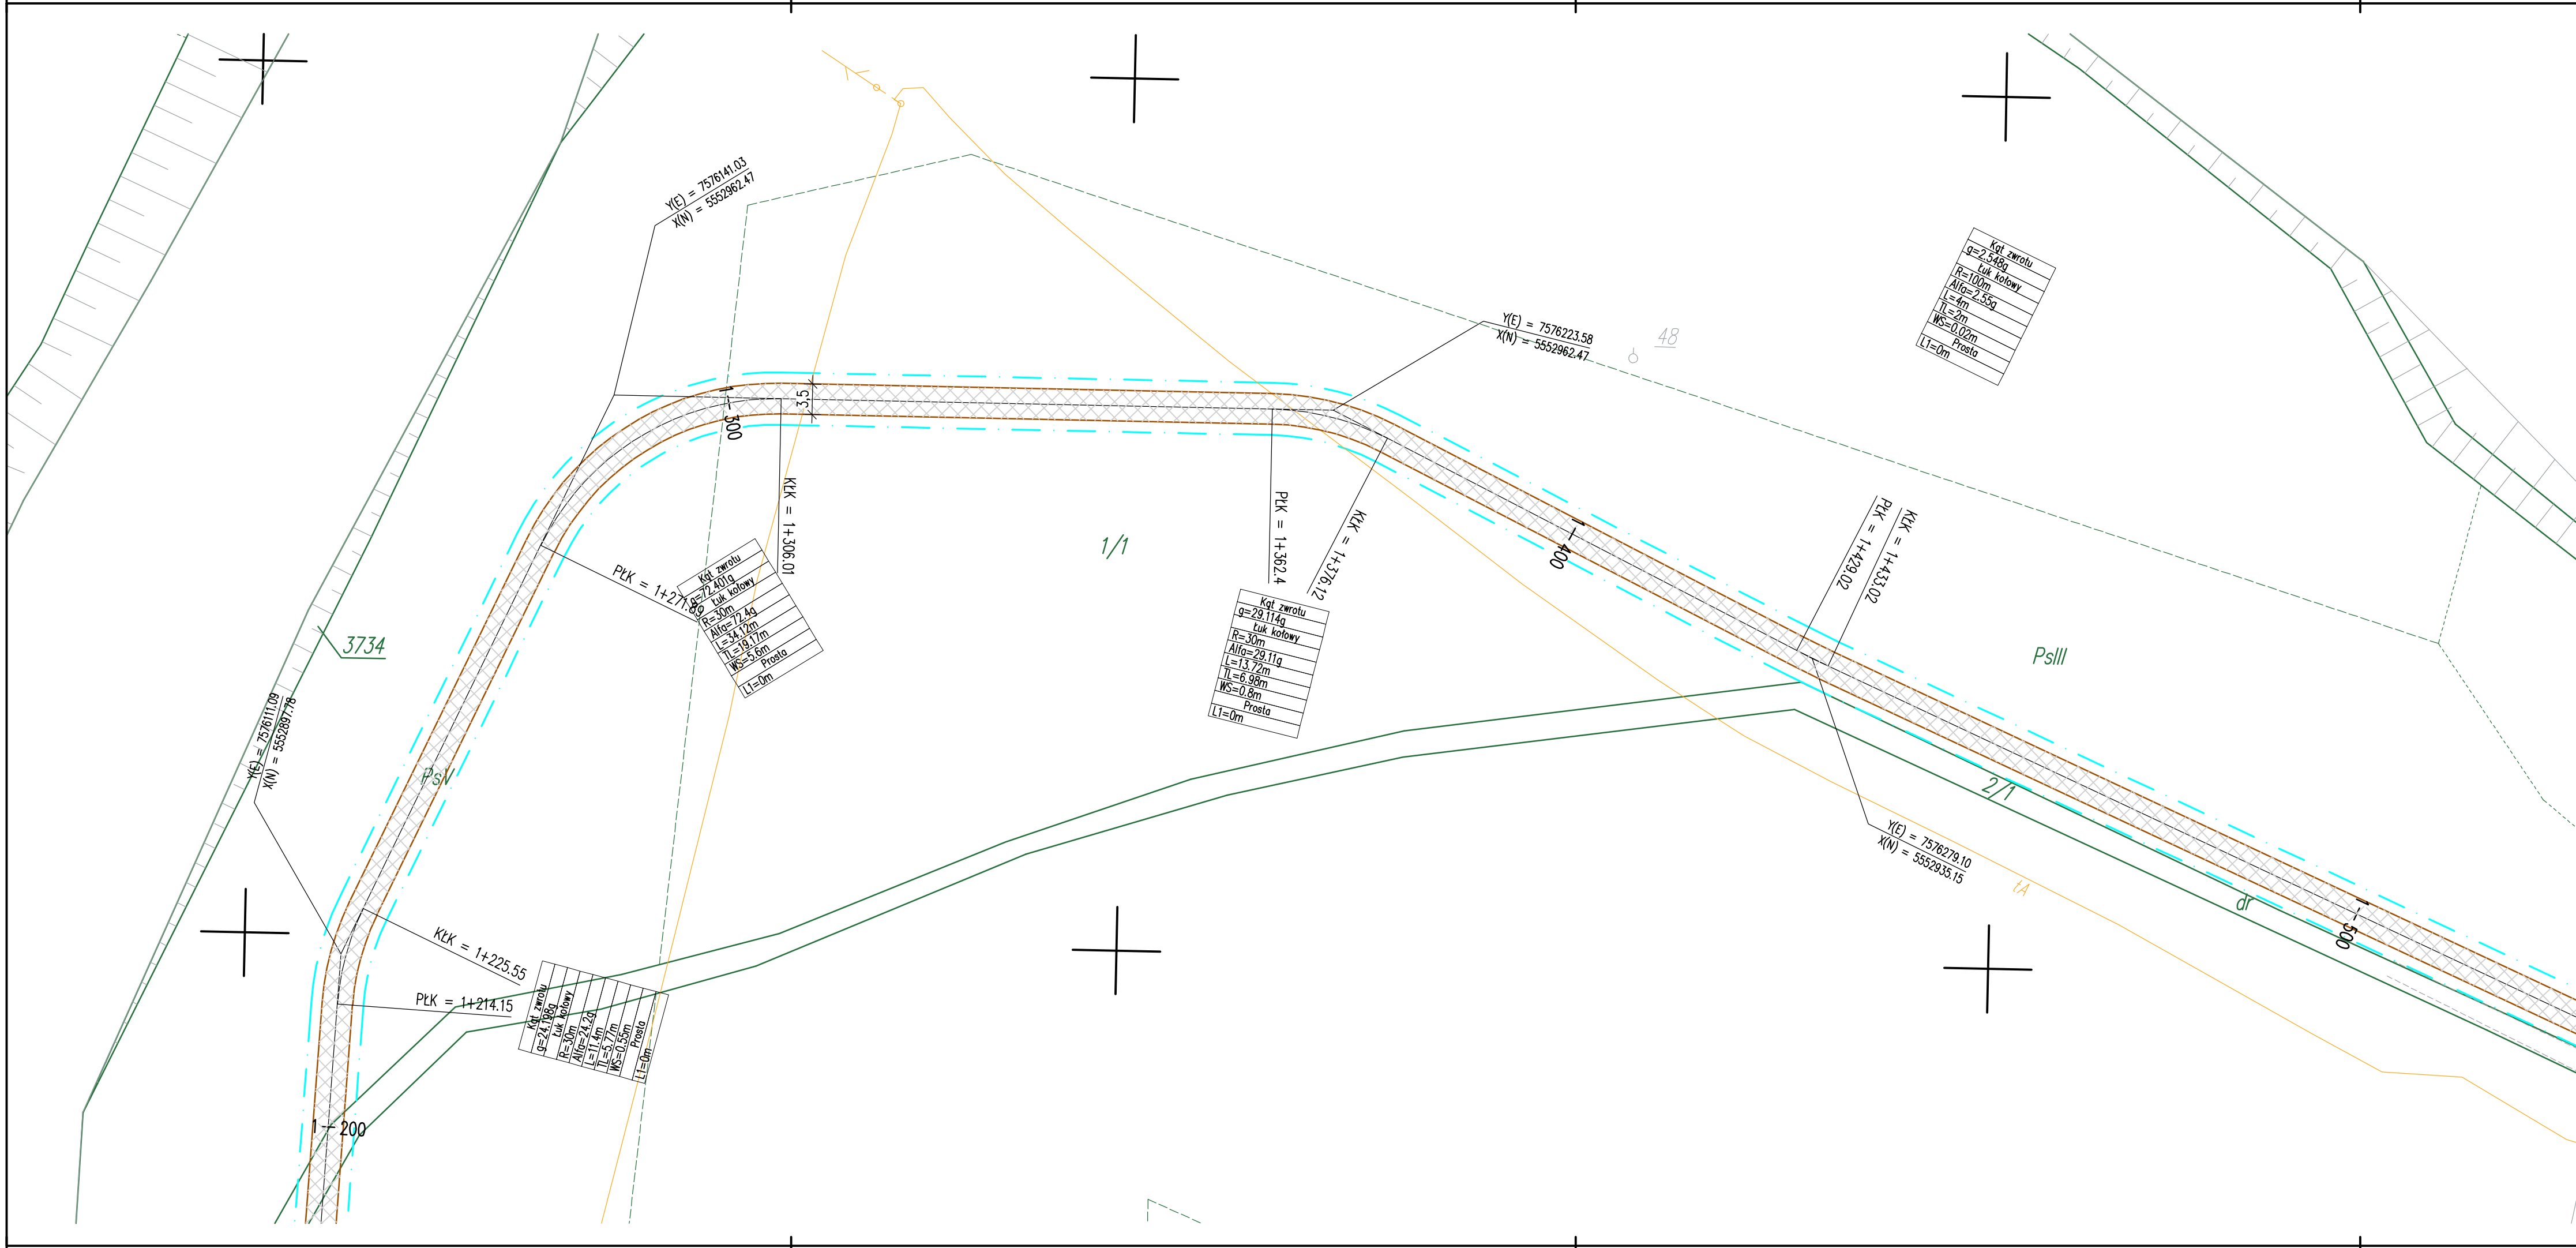 Y(E) = 7576141.03
X(N) = 5552962.47
Y(E) = 7576223.58
X(N) = 5552962.47
48
Kąt zwrotu
g=2.548g
Łuk kołowy
R=100m
Alfa=2.55g
L=4m
TL=2m
WS=0.02m
Prosta
L1=0m
1 300
3.5
KŁK = 1+306.01
PŁK = 1+271.89
Kąt zwrotu
g=72.401g
Łuk kołowy
R=30m
Alfa=72.4g
L=34.12m
TL=19.17m
WS=5.6m
Prosta
L1=0m
1/1
PŁK = 1+362.4
KŁK = 1+376.12
Kąt zwrotu
g=29.114g
Łuk kołowy
R=30m
Alfa=29.11g
L=13.72m
TL=6.98m
WS=0.8m
Prosta
L1=0m
1 400
PŁK = 1+429.02
KŁK = 1+433.02
PsIII
3734
Y(E) = 7576111.09
X(N) = 5552897.78
PsIV
2/1
Y(E) = 7576279.10
X(N) = 5552935.15
tA
dr
1 500
KŁK = 1+225.55
PŁK = 1+214.15
Kąt zwrotu
g=24.198g
Łuk kołowy
R=30m
Alfa=24.2g
L=11.4m
TL=5.77m
WS=0.55m
Prosta
L1=0m
1 200